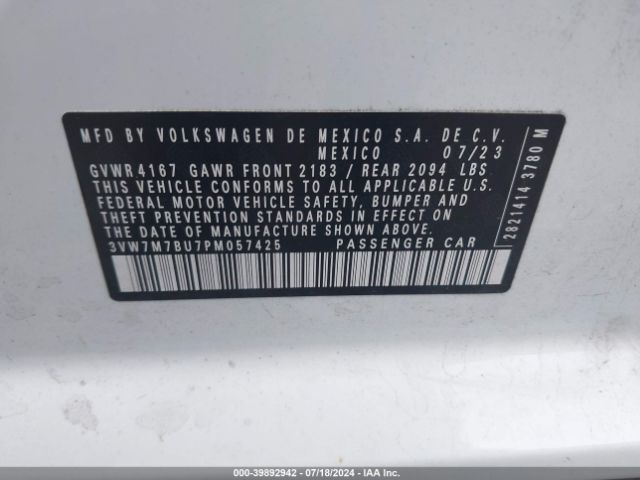 MFD BY VOLKSWAGEN DE MEXICO S.A. DE C.V.
MEXICO 07/23
GVWR 4167 GAWR FRONT 2183 / REAR 2094 LBS
THIS VEHICLE CONFORMS TO ALL APPLICABLE U.S.
FEDERAL MOTOR VEHICLE SAFETY, BUMPER AND
THEFT PREVENTION STANDARDS IN EFFECT ON
THE DATE OF MANUFACTURE SHOWN ABOVE.
3VW7M7BU7PM057425 PASSENGER CAR
2821414 3780 M
000-39892942 - 07/18/2024 - IAAI.COM